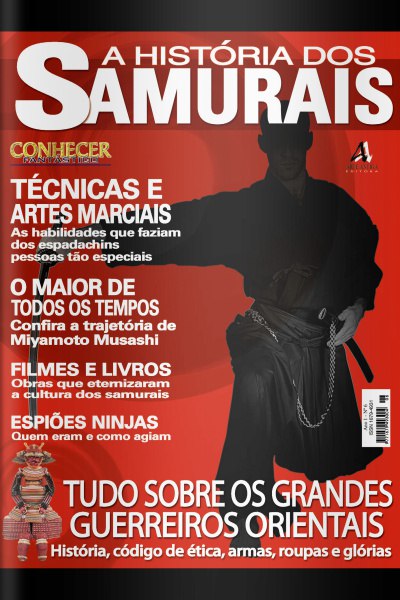 A HISTÓRIA DOS
SAMURAIS
CONHECER
FANTÁSTICO
EDITORA
TÉCNICAS E
ARTES MARCIAIS
As habilidades que faziam
dos espadachins
pessoas tão especiais
O MAIOR DE
TODOS OS TEMPOS
Confira a trajetória de
Miyamoto Musashi
FILMES E LIVROS
Obras que eternizaram
a cultura dos samurais
ESPIÕES NINJAS
Quem eram e como agiam
TUDO SOBRE OS GRANDES
GUERREIROS ORIENTAIS
História, código de ética, armas, roupas e glórias